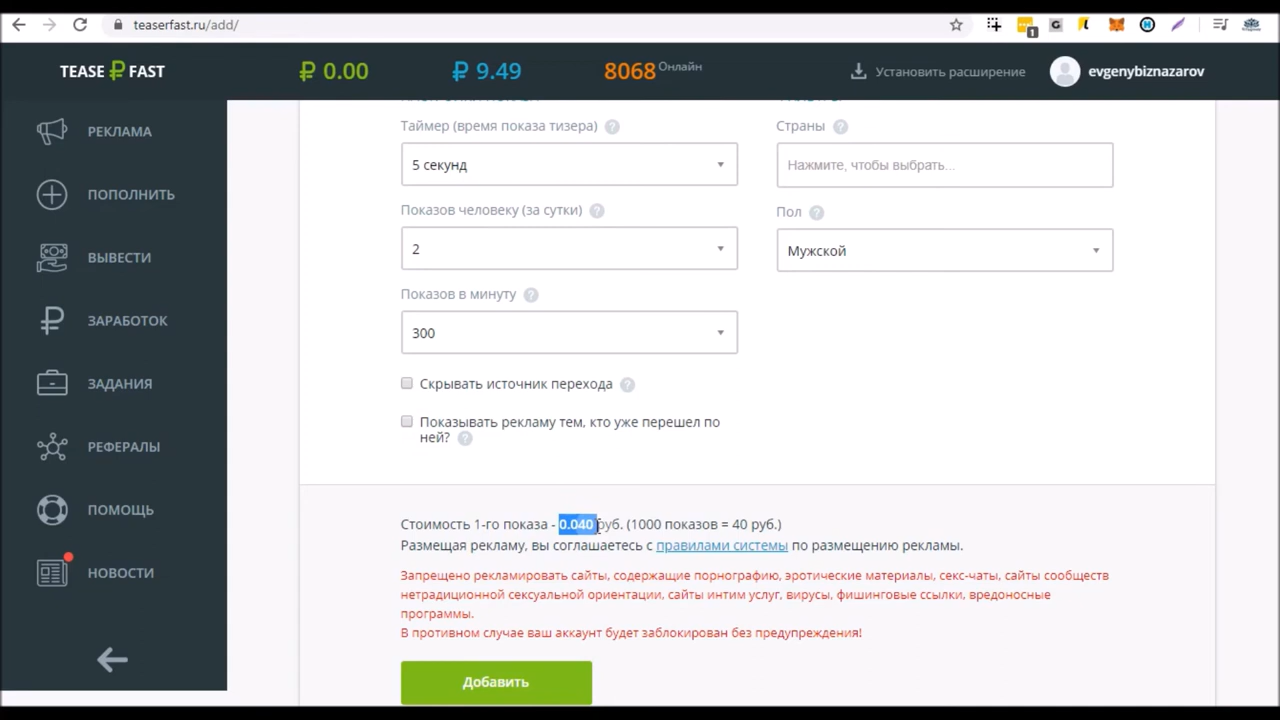 teaserfast.ru/add/
1
TEASE₽FAST
₽ 0.00
₽ 9.49
8068 Онлайн
Установить расширение
evgenybiznazarov
РЕКЛАМА
ПОПОЛНИТЬ
ВЫВЕСТИ
ЗАРАБОТОК
ЗАДАНИЯ
РЕФЕРАЛЫ
ПОМОЩЬ
НОВОСТИ
Таймер (время показа тизера) ?
5 секунд
Показов человеку (за сутки) ?
2
Показов в минуту ?
300
Скрывать источник перехода ?
Показывать рекламу тем, кто уже перешел по
ней? ?
Страны ?
Нажмите, чтобы выбрать...
Пол ?
Мужской
Стоимость 1-го показа - 0.040 руб. (1000 показов = 40 руб.)
Размещая рекламу, вы соглашаетесь с правилами системы по размещению рекламы.
Запрещено рекламировать сайты, содержащие порнографию, эротические материалы, секс-чаты, сайты сообществ
нетрадиционной сексуальной ориентации, сайты интим услуг, вирусы, фишинговые ссылки, вредоносные
программы.
В противном случае ваш аккаунт будет заблокирован без предупреждения!
Добавить